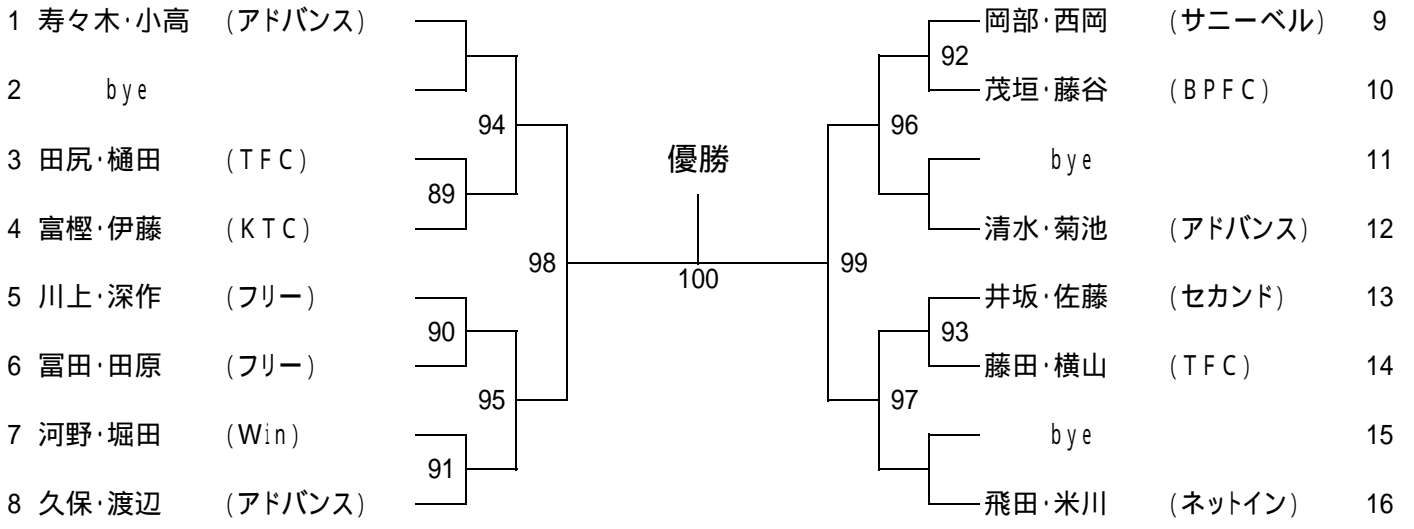 1 寿々木・小高 (アドバンス)
2 bye
94
3 田尻・樋田 (TFC)
89
4 富樫・伊藤 (KTC)
98
5 川上・深作 (フリー)
90
6 冨田・田原 (フリー)
95
7 河野・堀田 (Win)
91
8 久保・渡辺 (アドバンス)
優勝
100
岡部・西岡 (サニーベル) 9
92
茂垣・藤谷 (BPFC) 10
96
bye 11
清水・菊池 (アドバンス) 12
99
井坂・佐藤 (セカンド) 13
93
藤田・横山 (TFC) 14
97
bye 15
飛田・米川 (ネットイン) 16